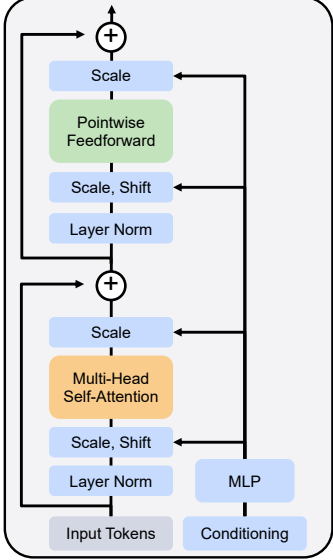 +
Scale
Pointwise
Feedforward
Scale, Shift
Layer Norm
+
Scale
Multi-Head
Self-Attention
Scale, Shift
Layer Norm
MLP
Input Tokens
Conditioning